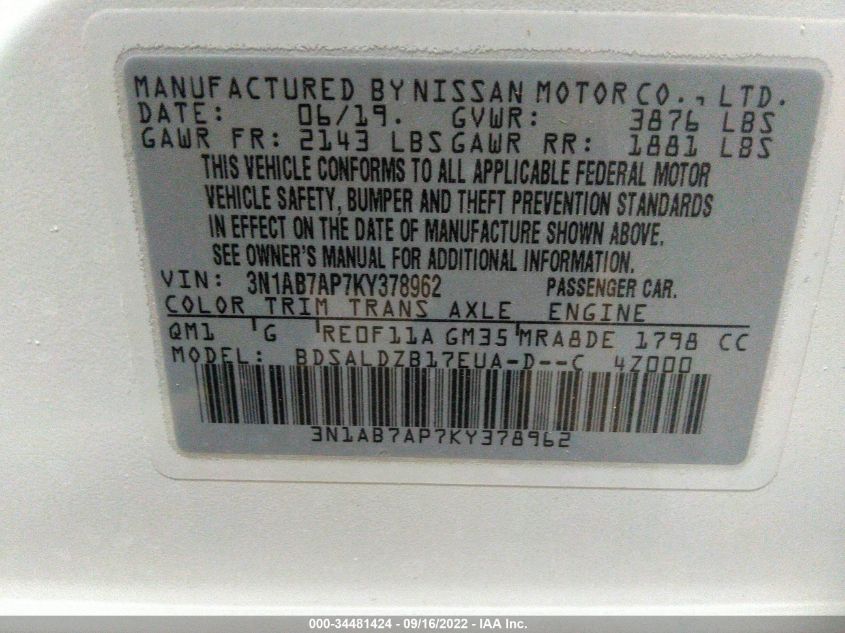 MANUFACTURED BY NISSAN MOTOR CO., LTD.
DATE: 06/19. GVWR: 3876 LBS
GAWR FR: 2143 LBS GAWR RR: 1881 LBS
THIS VEHICLE CONFORMS TO ALL APPLICABLE FEDERAL MOTOR
VEHICLE SAFETY, BUMPER AND THEFT PREVENTION STANDARDS
IN EFFECT ON THE DATE OF MANUFACTURE SHOWN ABOVE.
SEE OWNER'S MANUAL FOR ADDITIONAL INFORMATION.
VIN: 3N1AB7AP7KY378962 PASSENGER CAR.
COLOR TRIM TRANS AXLE ENGINE
QM1 G RE0F11A GM35 MRA8DE 1798 CC
MODEL: BDSALDZB17EUA-D--C 4Z000
3N1AB7AP7KY378962
000-34481424 - 09/16/2022 - IAA Inc.